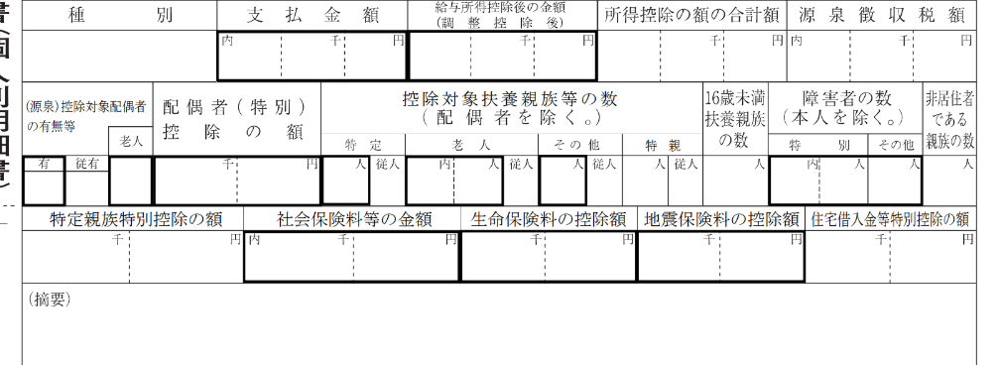 書(個人別明細書)
種別 支払金額 給与所得控除後の金額 所得控除の額の合計額 源泉徴収税額
(調整控除後)
内 千 円 千 円 千 円 内 千 円
(源泉)控除対象配偶者 配偶者(特別) 控除対象扶養親族等の数 16歳未満 障害者の数 非居住者
の有無等 控除の額 (配偶者を除く。) 扶養親族 (本人を除く。) である
老人 特定 老人 その他 特親 の数 特別 その他 親族の数
有 従有 千 円 人 従人 内 人 従人 人 従人 人 従人 人 内 人 人 人
特定親族特別控除の額 社会保険料等の金額 生命保険料の控除額 地震保険料の控除額 住宅借入金等特別控除の額
千 円 内 千 円 千 円 千 円 千 円
(摘要)